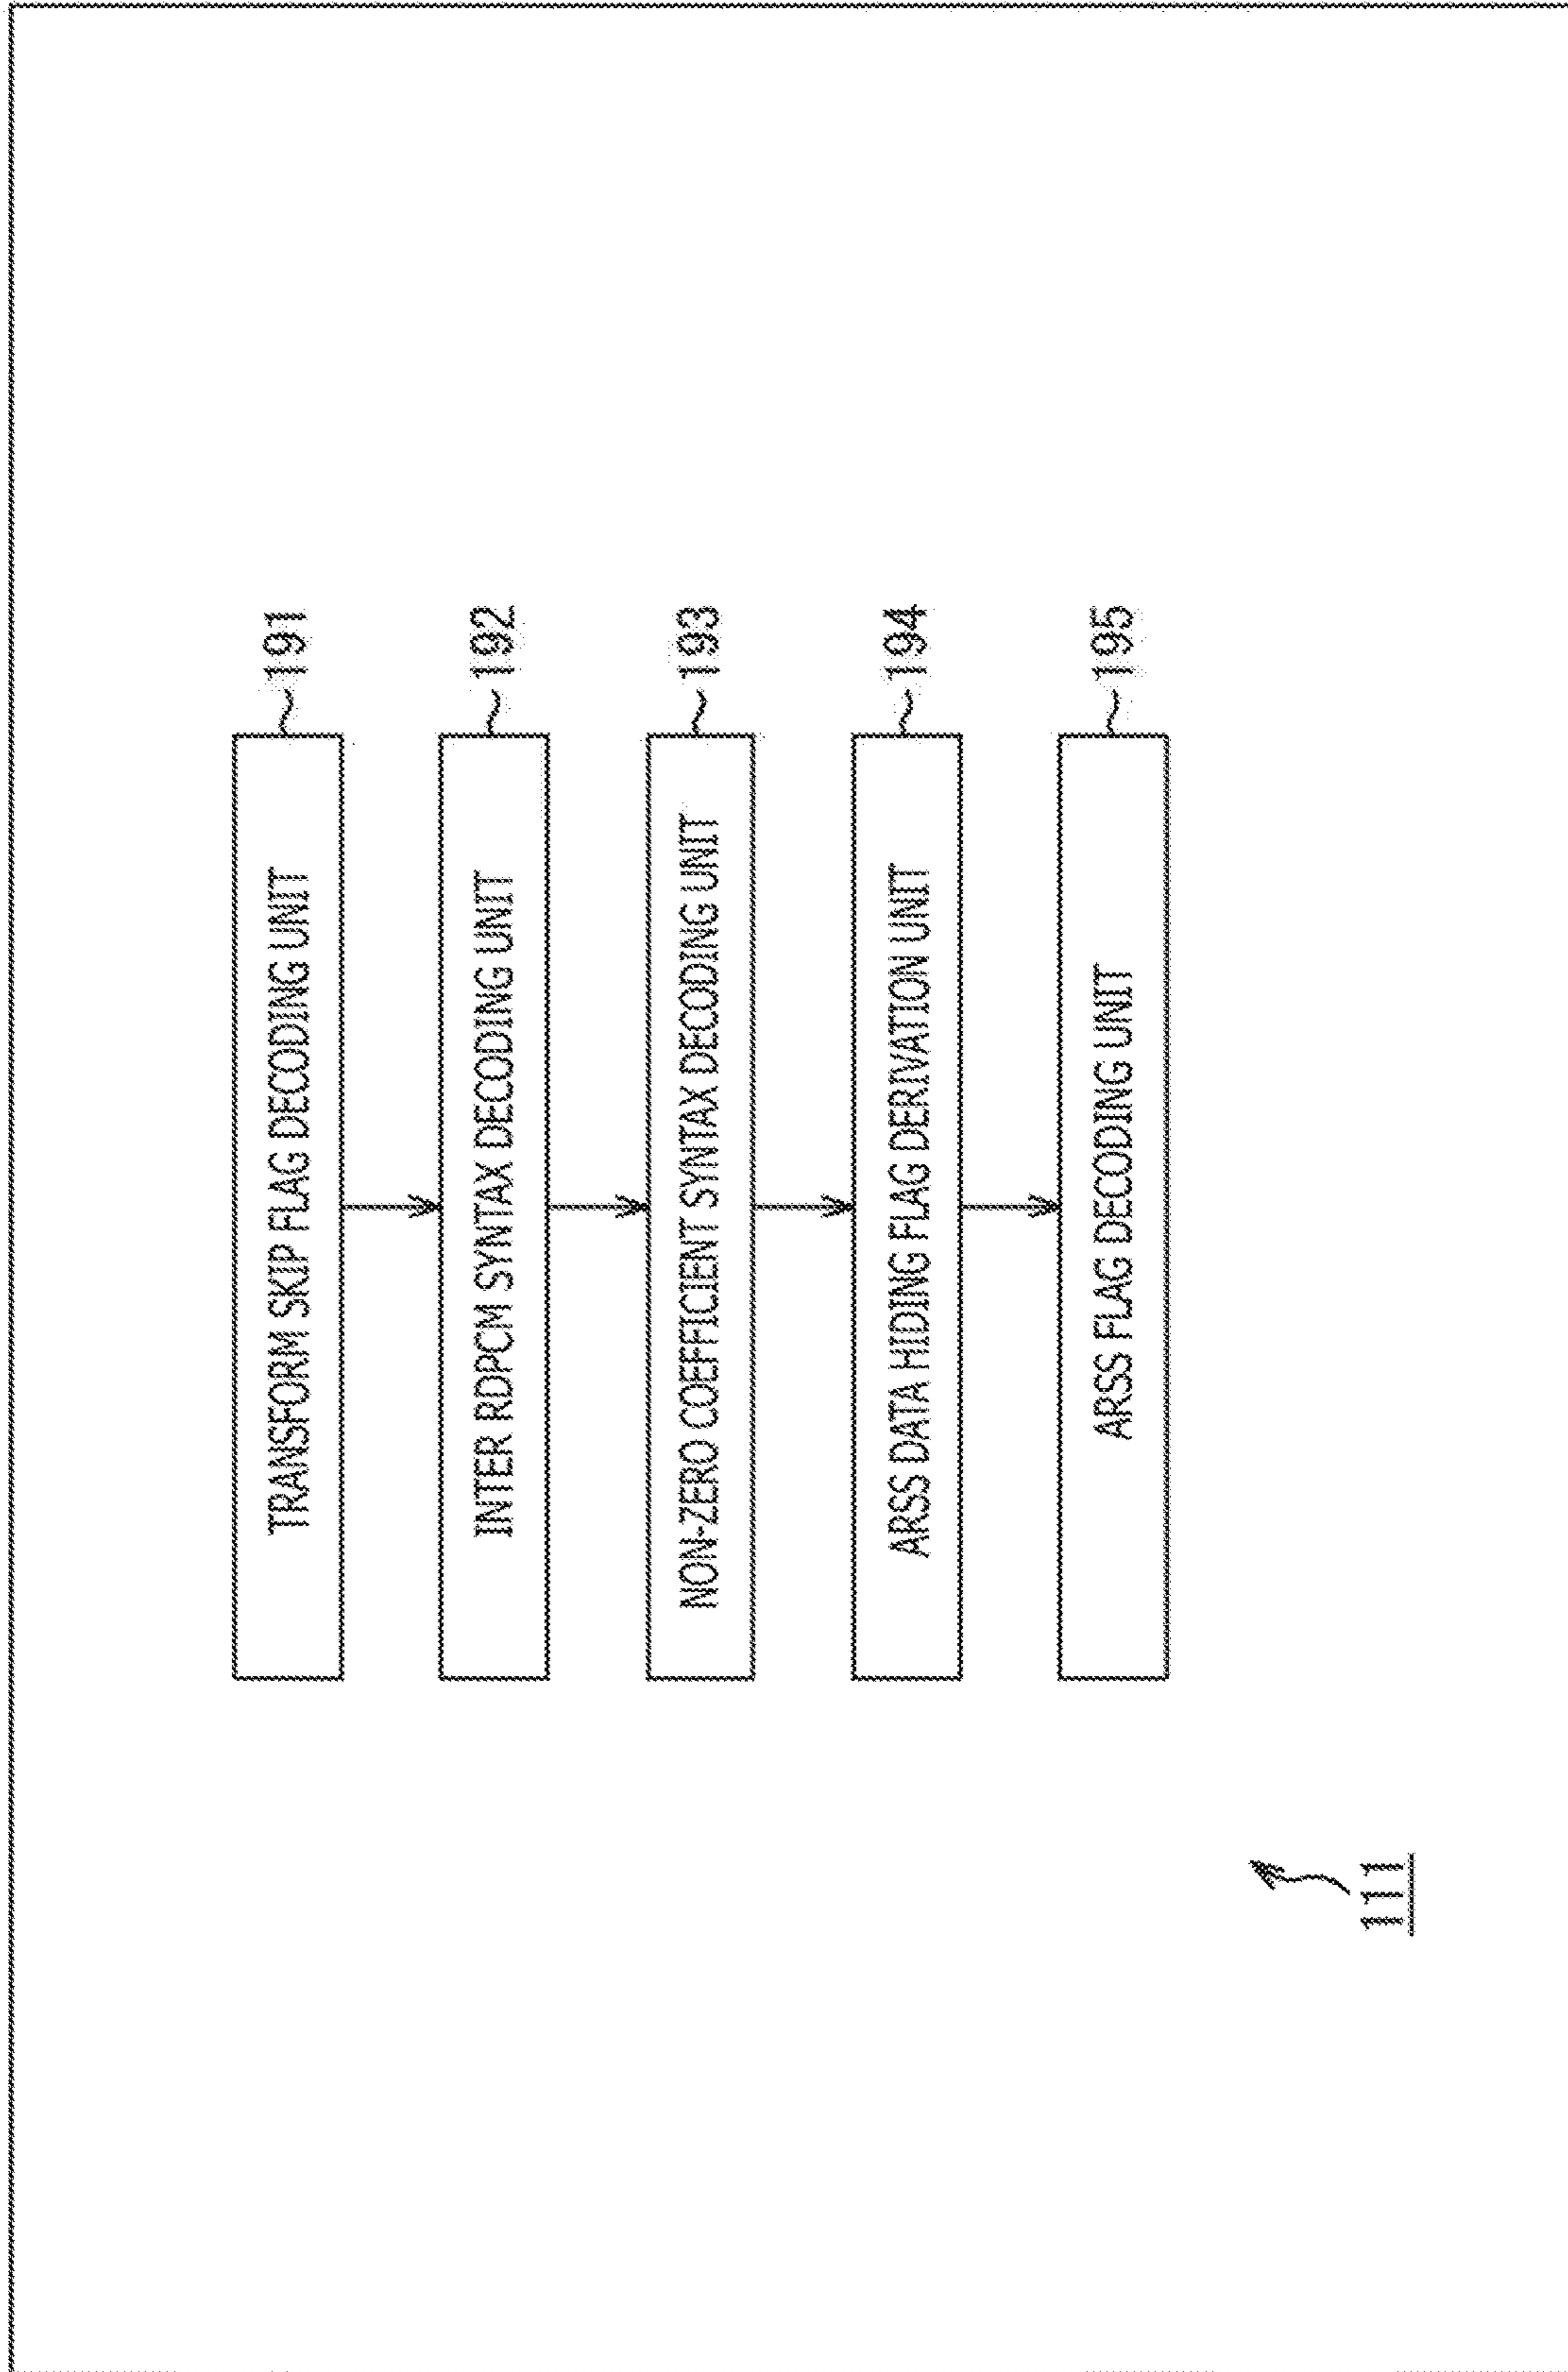 TRANSFORM SKIP FLAG DECODING UNIT 191
INTER RDPCM SYNTAX DECODING UNIT 192
NON-ZERO COEFFICIENT SYNTAX DECODING UNIT 193
ARSS DATA HIDING FLAG DERIVATION UNIT 194
ARSS FLAG DECODING UNIT 195
111